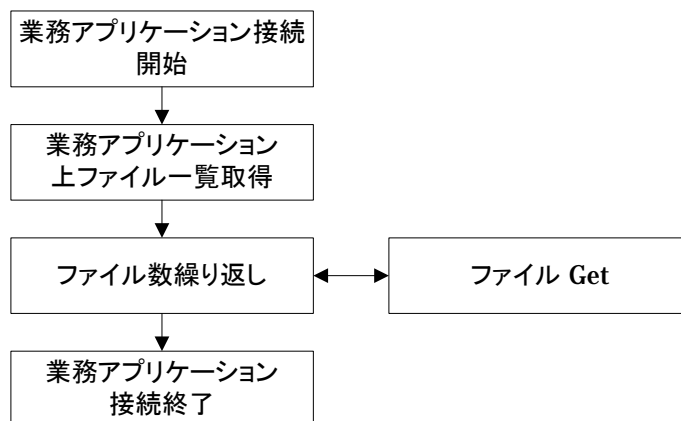 業務アプリケーション接続
開始
業務アプリケーション
上ファイル一覧取得
ファイル数繰り返し
ファイル Get
業務アプリケーション
接続終了